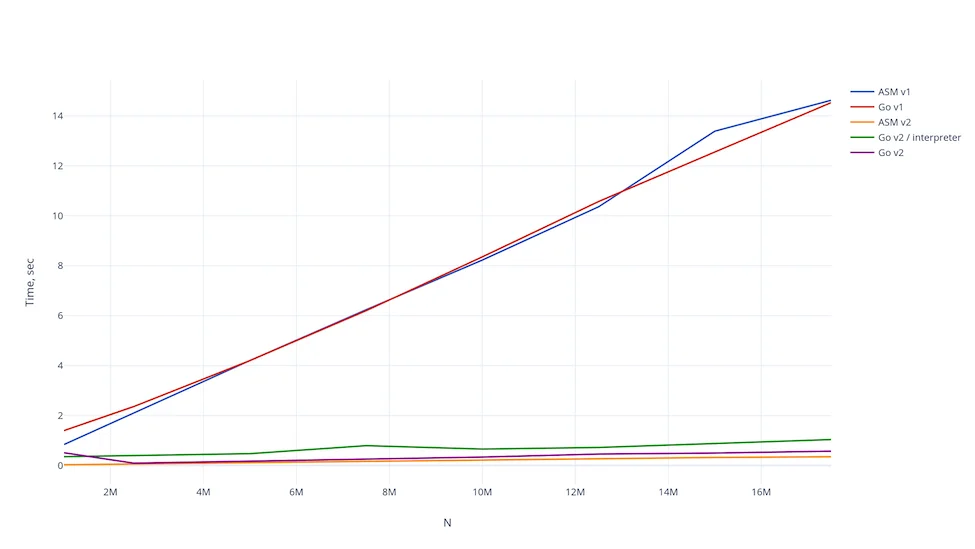 ASM v1
Go v1
ASM v2
Go v2 / interpreter
Go v2
Time, sec
14
12
10
8
6
4
2
0
2M 4M 6M 8M 10M 12M 14M 16M
N